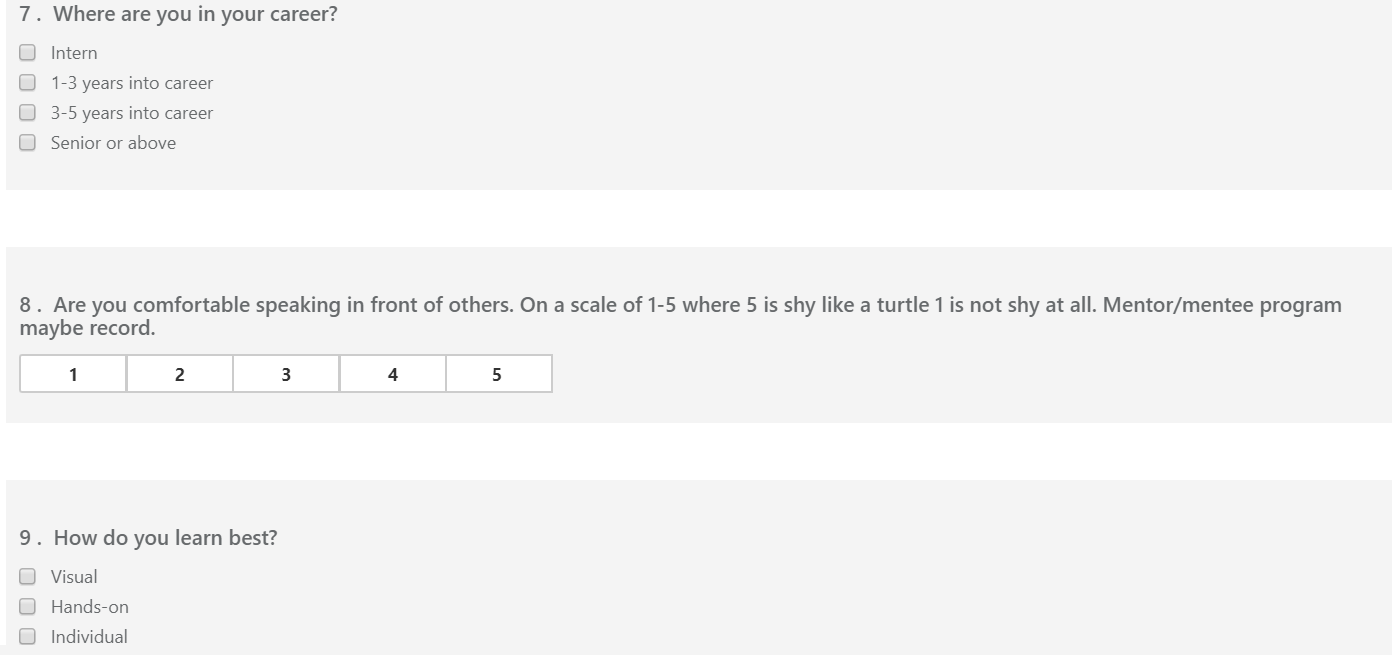 7 . Where are you in your career?
Intern
1-3 years into career
3-5 years into career
Senior or above
8 . Are you comfortable speaking in front of others. On a scale of 1-5 where 5 is shy like a turtle 1 is not shy at all. Mentor/mentee program
maybe record.
1 2 3 4 5
9 . How do you learn best?
Visual
Hands-on
Individual